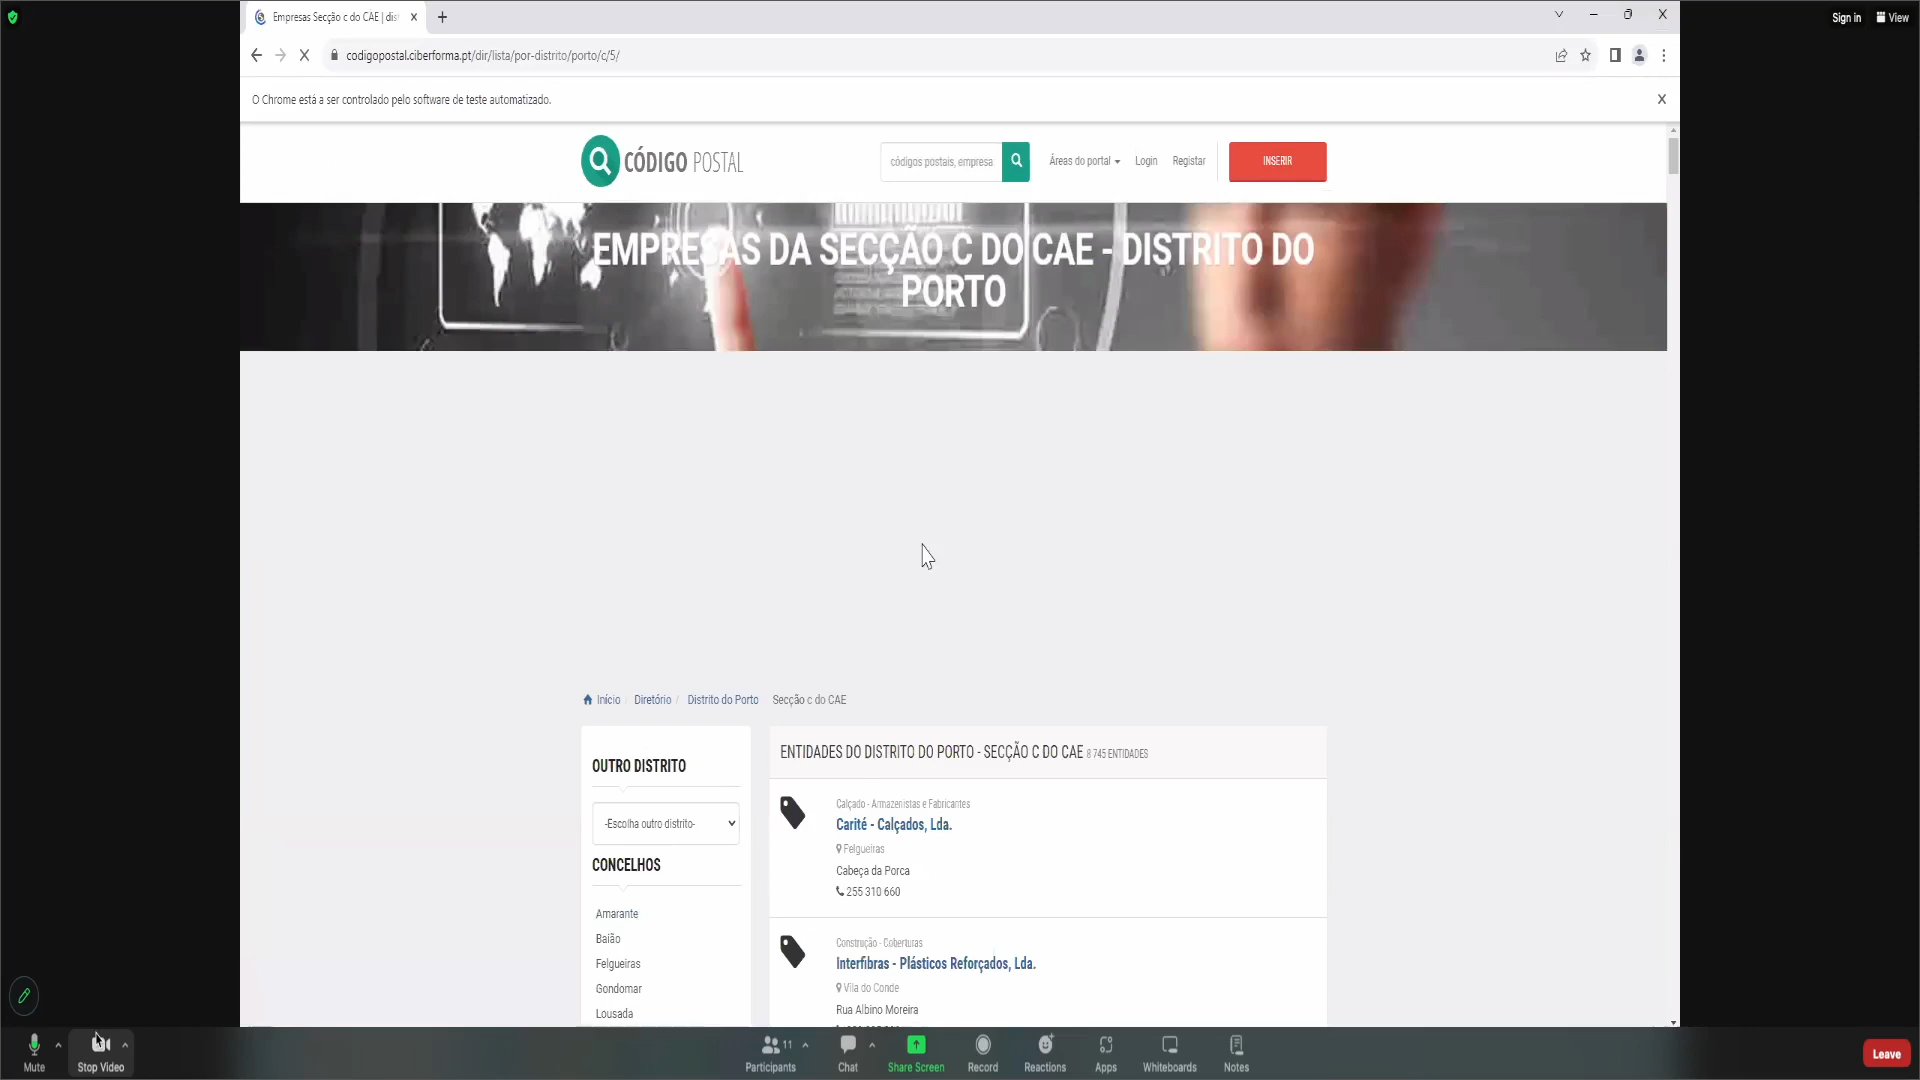 Empresas Secção c do CAE | dis
Sign in
View
codigopostal.ciberforma.pt/dir/lista/por-distrito/porto/c/5/
O Chrome está a ser controlado pelo software de teste automatizado.
CÓDIGO POSTAL
códigos postais, empresa
Áreas do portal
Login
Registar
INSERIR
EMPRESAS DA SECÇÃO C DO CAE - DISTRITO DO
PORTO
Início / Diretório / Distrito do Porto Secção c do CAE
OUTRO DISTRITO
-Escolha outro distrito-
CONCELHOS
Amarante
Baião
Felgueiras
Gondomar
Lousada
ENTIDADES DO DISTRITO DO PORTO - SECÇÃO C DO CAE 8 745 ENTIDADES
Calçado - Armazenistas e Fabricantes
Carité - Calçados, Lda.
Felgueiras
Cabeça da Porca
255 310 660
Construção - Coberturas
Interfibras - Plásticos Reforçados, Lda.
Vila do Conde
Rua Albino Moreira
Mute
Stop Video
11
Participants
Chat
Share Screen
Record
Reactions
Apps
Whiteboards
Notes
Leave